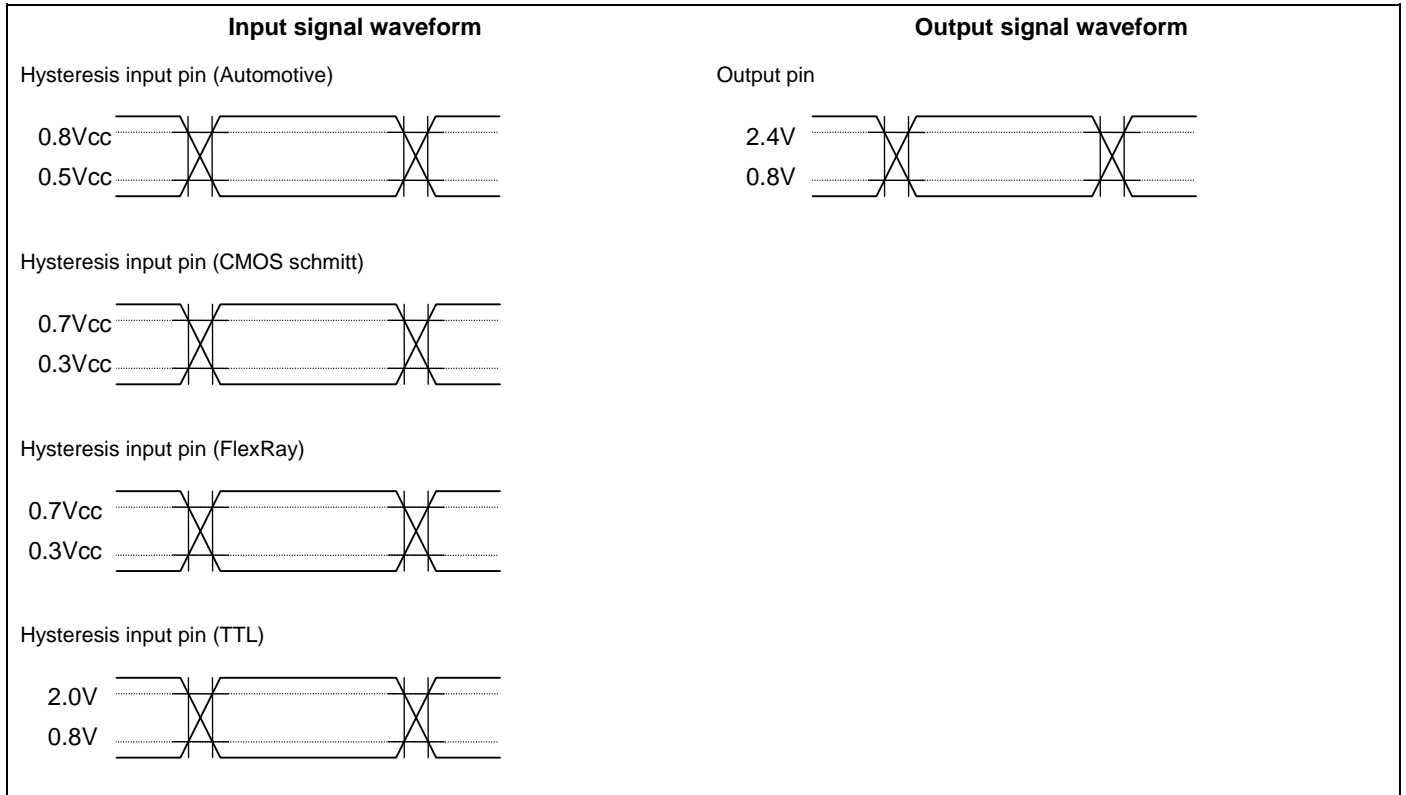 Input signal waveform
Output signal waveform
Hysteresis input pin (Automotive)
0.8Vcc
0.5Vcc
Output pin
2.4V
0.8V
Hysteresis input pin (CMOS schmitt)
0.7Vcc
0.3Vcc
Hysteresis input pin (FlexRay)
0.7Vcc
0.3Vcc
Hysteresis input pin (TTL)
2.0V
0.8V